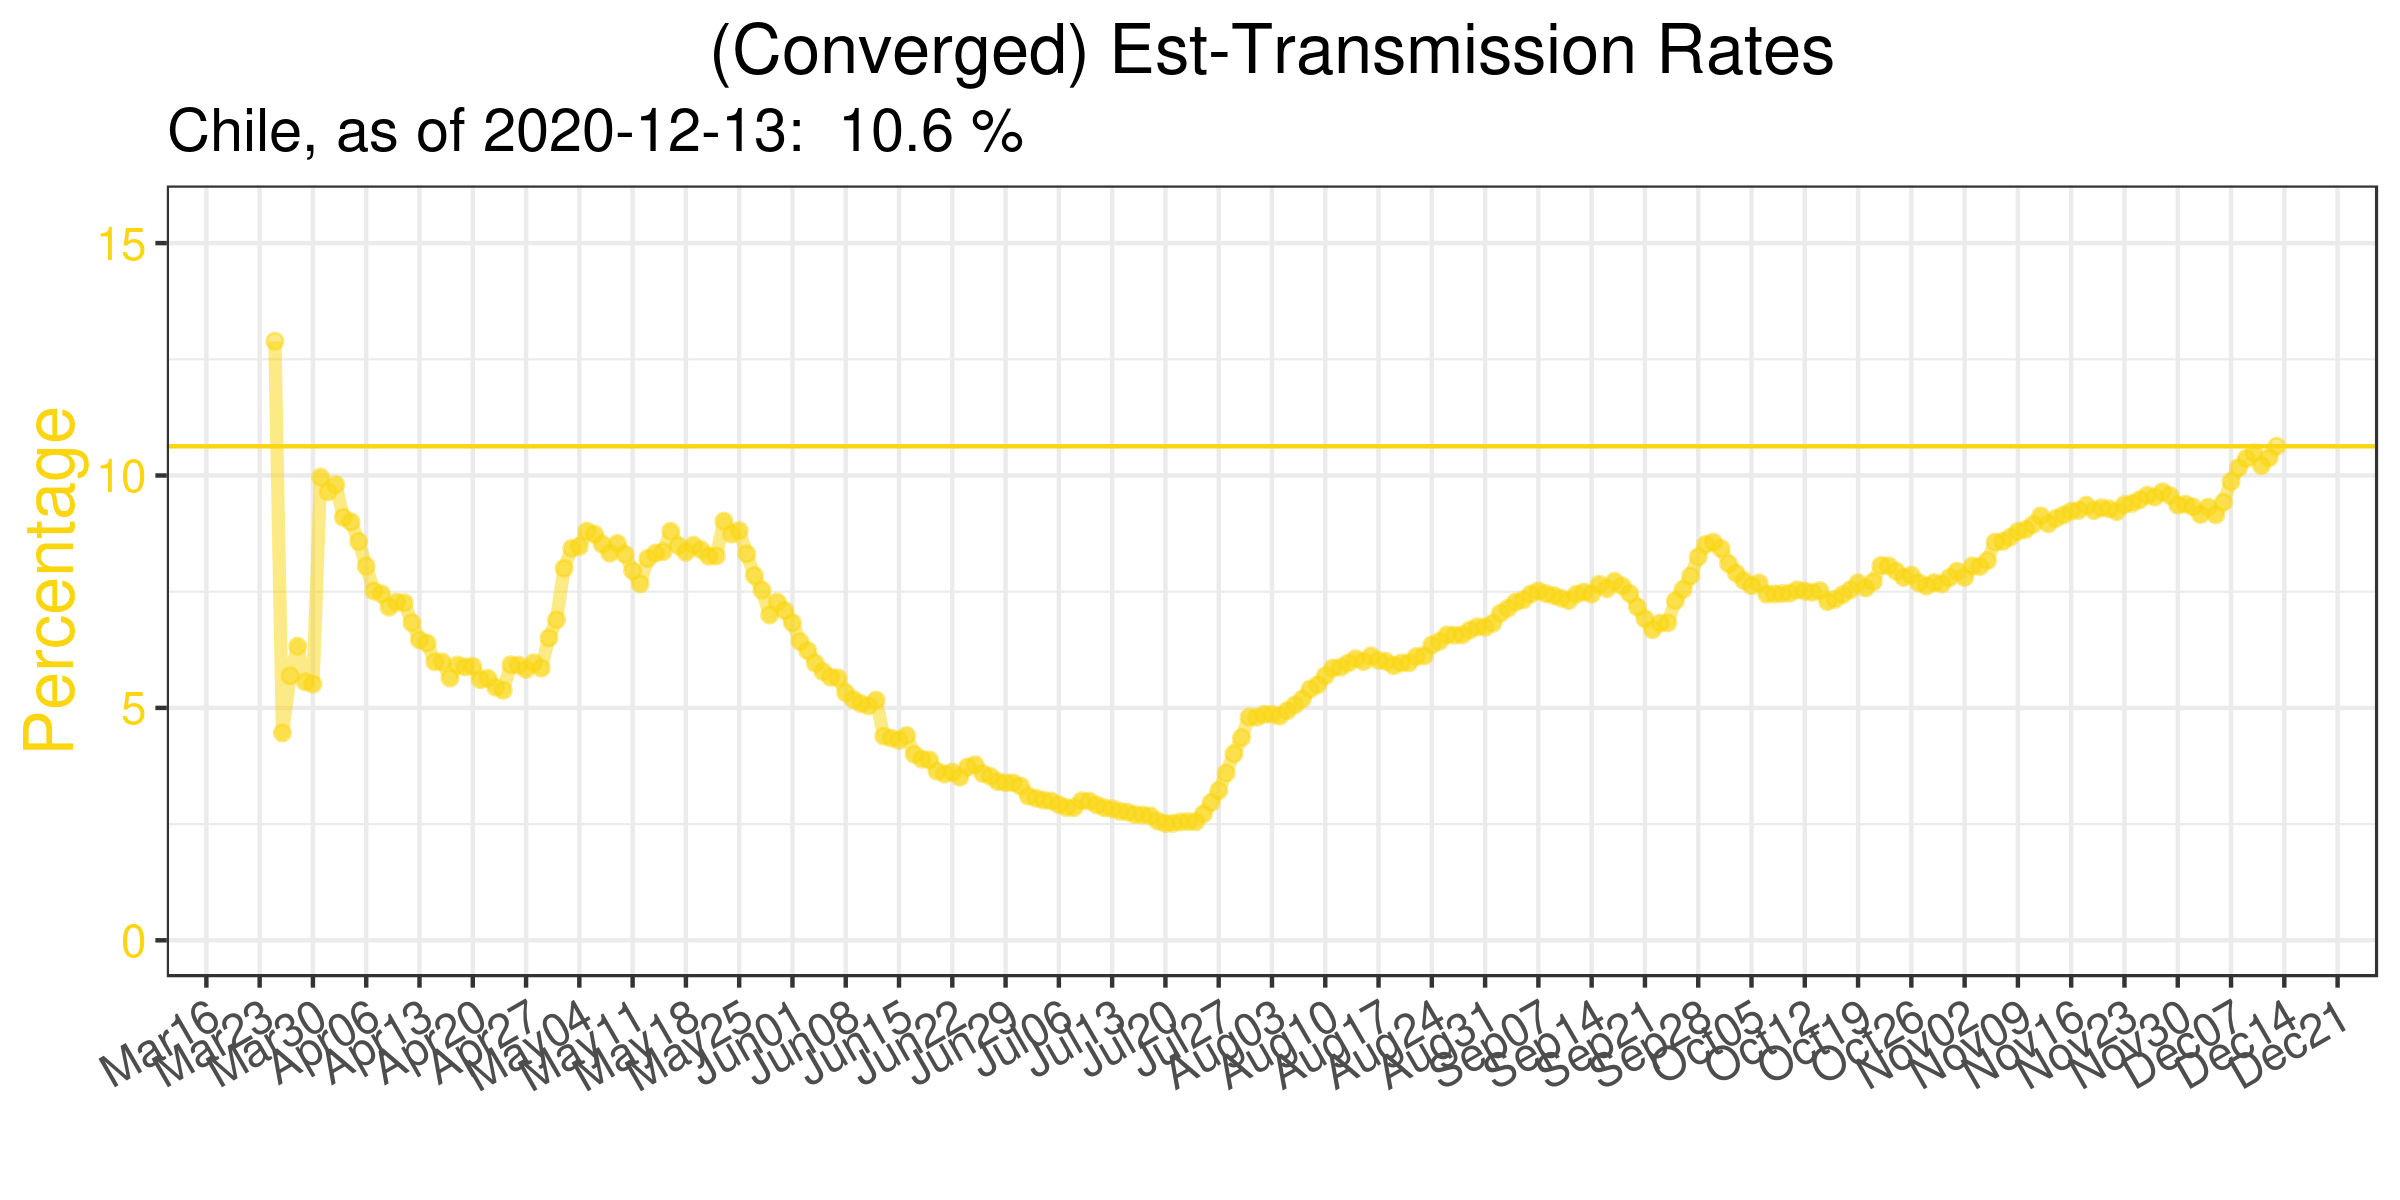 (Converged) Est-Transmission Rates
Chile, as of 2020-12-13:  10.6 %
Percentage
15
10
5
0
Mar16
Mar23
Mar30
Apr06
Apr13
Apr20
Apr27
May04
May11
May18
May25
Jun01
Jun08
Jun15
Jun22
Jun29
Jul06
Jul13
Jul20
Jul27
Aug03
Aug10
Aug17
Aug24
Aug31
Sep07
Sep14
Sep21
Sep28
Oct05
Oct12
Oct19
Oct26
Nov02
Nov09
Nov16
Nov23
Nov30
Dec07
Dec14
Dec21